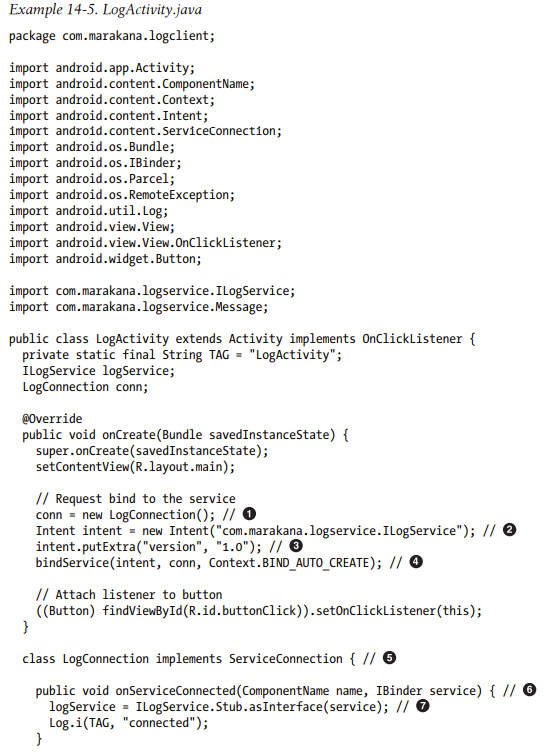 Example 14-5. LogActivity.java
package com.marakana.logclient;
import android.app.Activity;
import android.content.ComponentName;
import android.content.Context;
import android.content.Intent;
import android.content.ServiceConnection;
import android.os.Bundle;
import android.os.IBinder;
import android.os.Parcel;
import android.os.RemoteException;
import android.util.Log;
import android.view.View;
import android.view.View.OnClickListener;
import android.widget.Button;
import com.marakana.logservice.ILogService;
import com.marakana.logservice.Message;
public class LogActivity extends Activity implements OnClickListener {
  private static final String TAG = "LogActivity";
  ILogService logService;
  LogConnection conn;
  @Override
  public void onCreate(Bundle savedInstanceState) {
    super.onCreate(savedInstanceState);
    setContentView(R.layout.main);
    // Request bind to the service
    conn = new LogConnection(); // ❶
    Intent intent = new Intent("com.marakana.logservice.ILogService"); // ❷
    intent.putExtra("version", "1.0"); // ❸
    bindService(intent, conn, Context.BIND_AUTO_CREATE); // ❹
    // Attach listener to button
    ((Button) findViewById(R.id.buttonClick)).setOnClickListener(this);
  }
  class LogConnection implements ServiceConnection { // ❺
    public void onServiceConnected(ComponentName name, IBinder service) { // ❻
      logService = ILogService.Stub.asInterface(service); // ❼
      Log.i(TAG, "connected");
    }